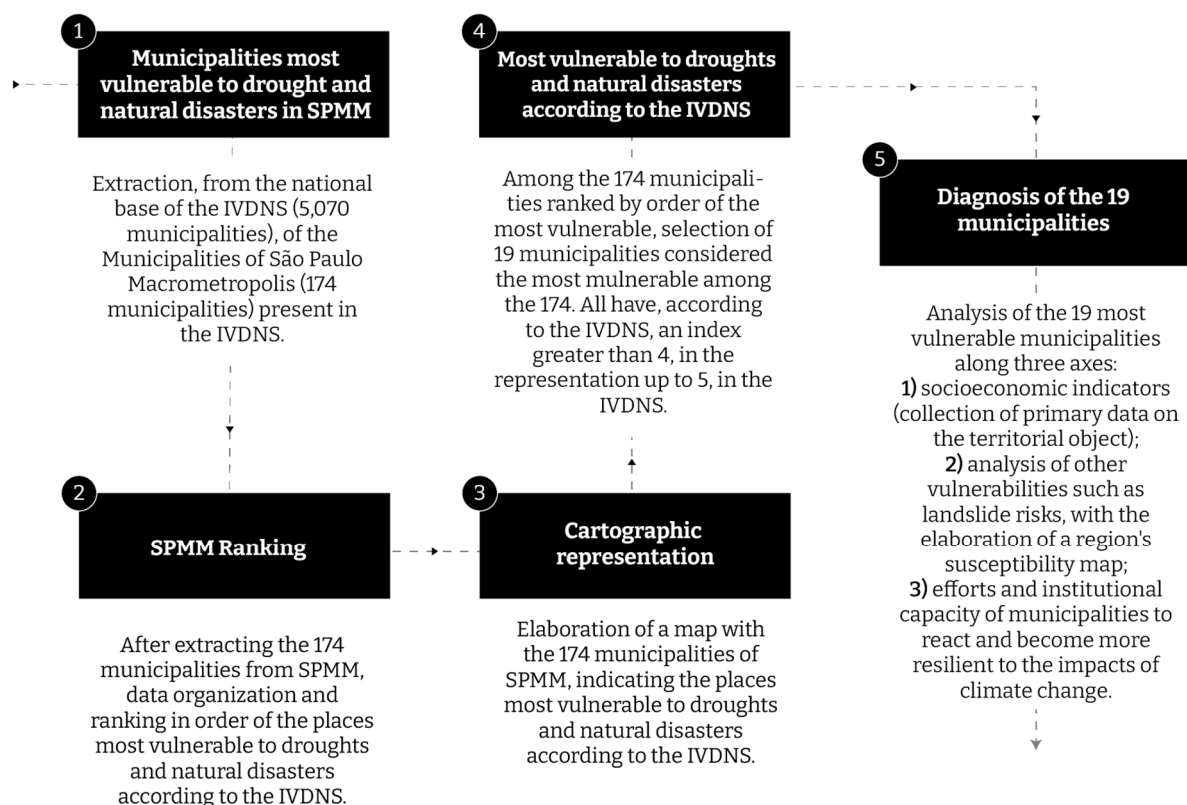 1
Municipalities most
vulnerable to drought and
natural disasters in SPMM
Extraction, from the national
base of the IVDNS (5,070
municipalities), of the
Municipalities of São Paulo
Macrometropolis (174
municipalities) present in
the IVDNS.
2
SPMM Ranking
After extracting the 174
municipalities from SPMM,
data organization and
ranking in order of the places
most vulnerable to droughts
and natural disasters
according to the IVDNS.
3
Cartographic
representation
Elaboration of a map with
the 174 municipalities of
SPMM, indicating the places
most vulnerable to droughts
and natural disasters
according to the IVDNS.
4
Most vulnerable to droughts
and natural disasters
according to the IVDNS
Among the 174 municipali-
ties ranked by order of the
most vulnerable, selection of
19 municipalities considered
the most mulnerable among
the 174. All have, according
to the IVDNS, an index
greater than 4, in the
representation up to 5, in the
IVDNS.
5
Diagnosis of the 19
municipalities
Analysis of the 19 most
vulnerable municipalities
along three axes:
1) socioeconomic indicators
(collection of primary data on
the territorial object);
2) analysis of other
vulnerabilities such as
landslide risks, with the
elaboration of a region's
susceptibility map;
3) efforts and institutional
capacity of municipalities to
react and become more
resilient to the impacts of
climate change.